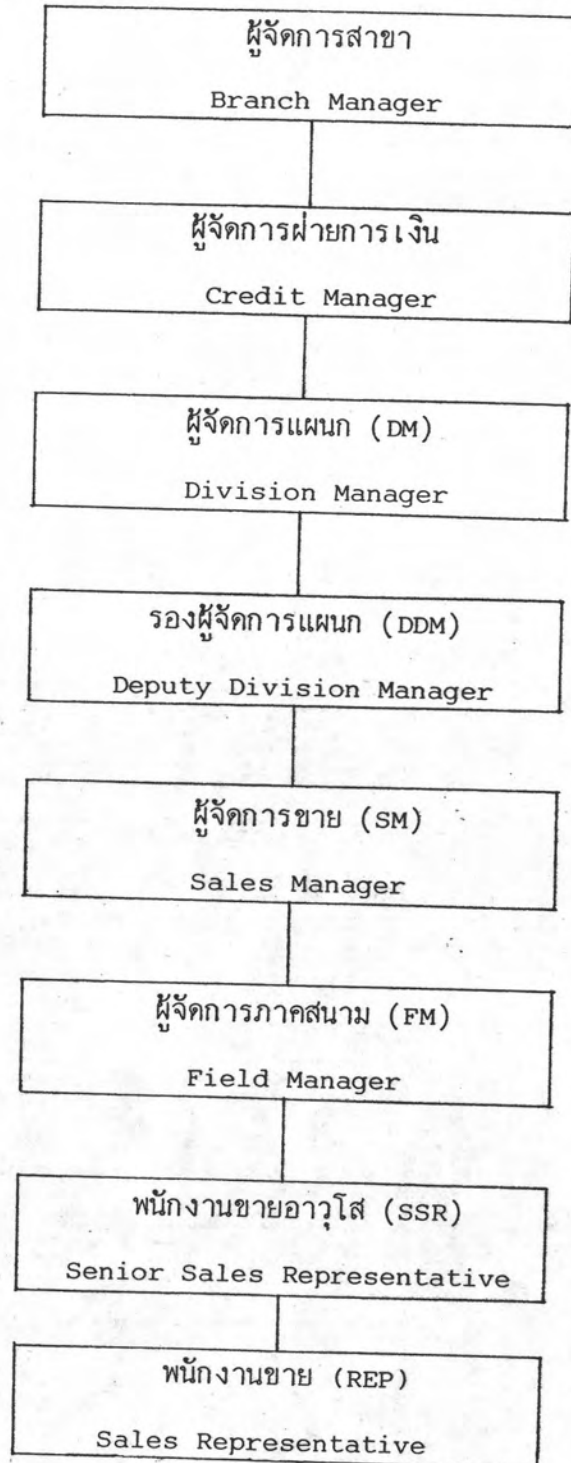 ผู้จัดการสาขา
Branch Manager
ผู้จัดการฝ่ายการเงิน
Credit Manager
ผู้จัดการแผนก (DM)
Division Manager
รองผู้จัดการแผนก (DDM)
Deputy Division Manager
ผู้จัดการขาย (SM)
Sales Manager
ผู้จัดการภาคสนาม (FM)
Field Manager
พนักงานขายอาวุโส (SSR)
Senior Sales Representative
พนักงานขาย (REP)
Sales Representative